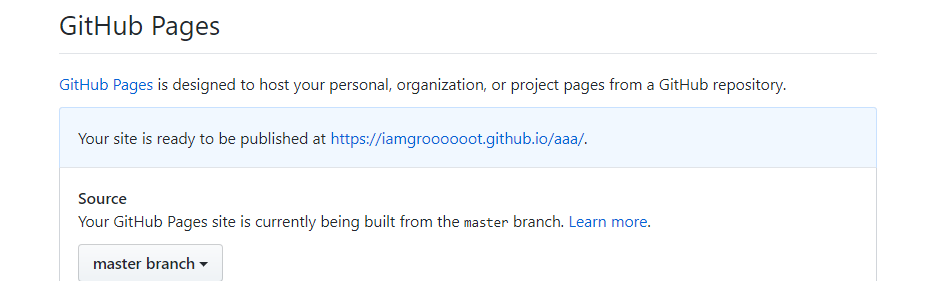 GitHub Pages
GitHub Pages is designed to host your personal, organization, or project pages from a GitHub repository.
Your site is ready to be published at https://iamgroooooot.github.io/aaa/.
Source
Your GitHub Pages site is currently being built from the master branch. Learn more.
master branch